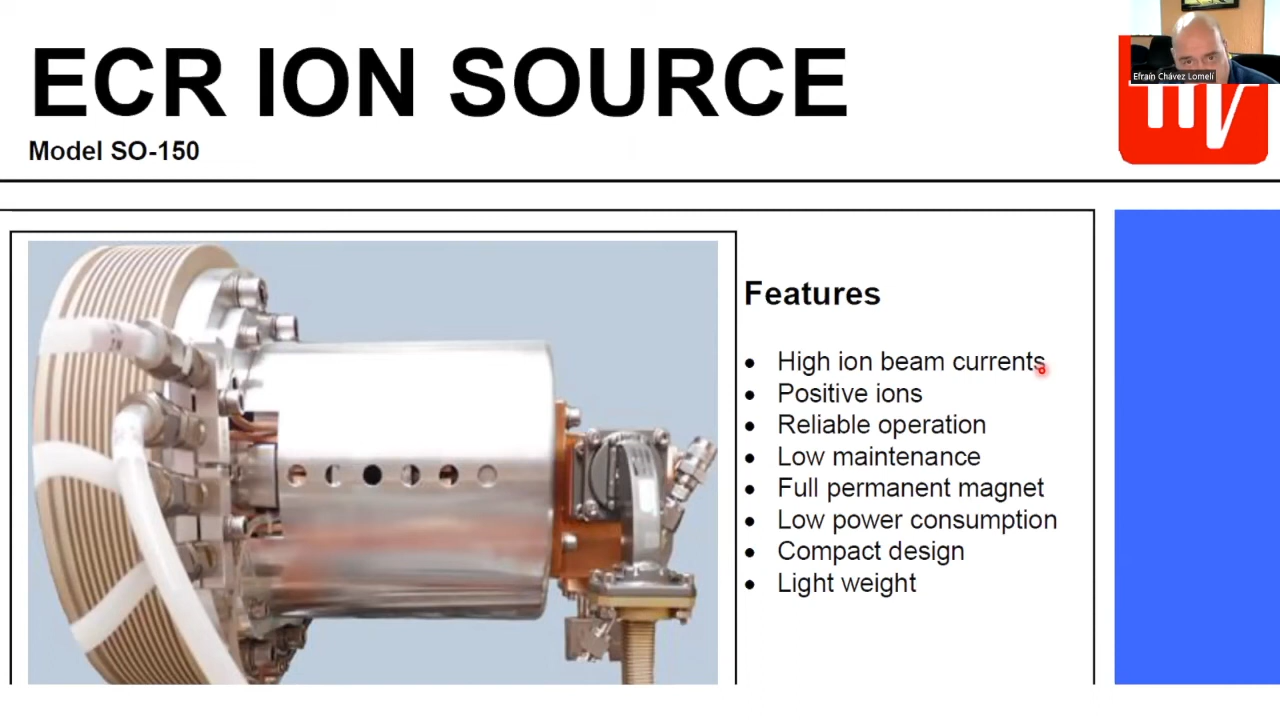 ECR ION SOURCE
Model SO-150
Efraín Chávez Lomelí
Features
• High ion beam currents
• Positive ions
• Reliable operation
• Low maintenance
• Full permanent magnet
• Low power consumption
• Compact design
• Light weight